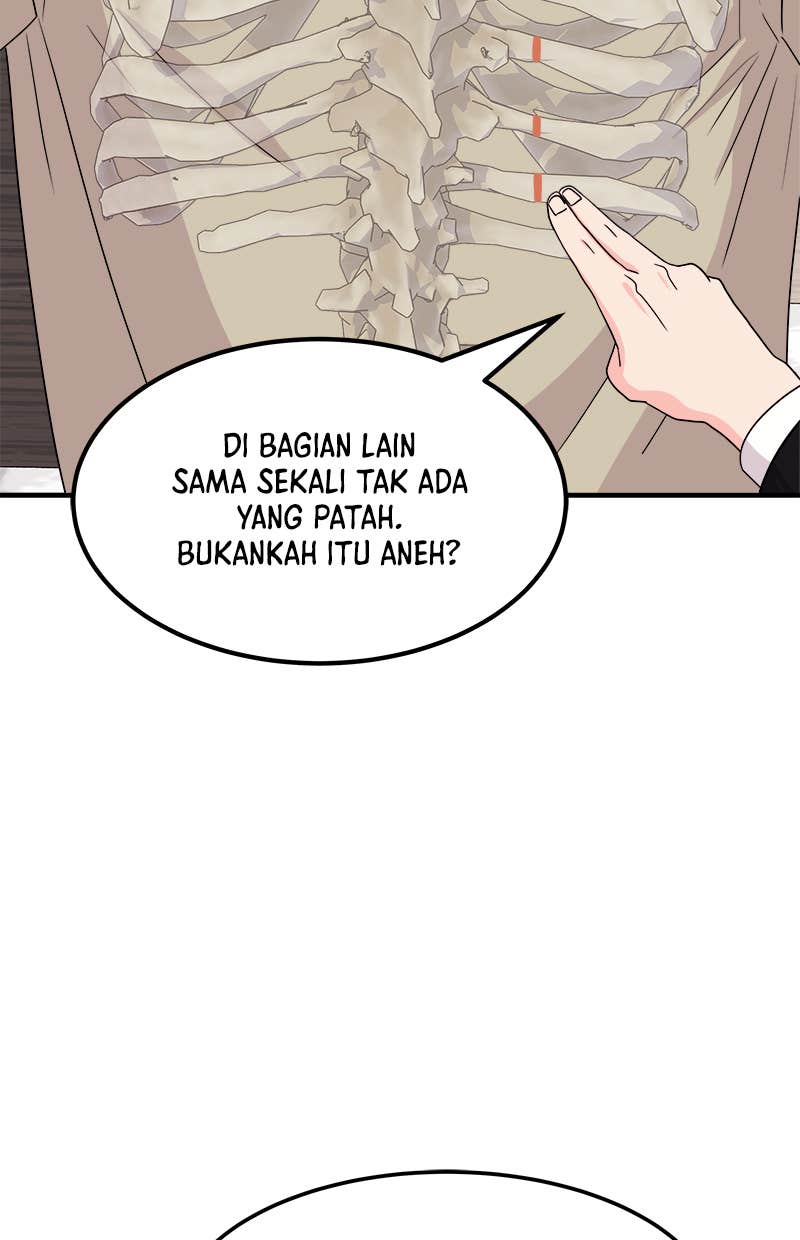 DI BAGIAN LAIN
SAMA SEKALI TAK ADA
YANG PATAH.
BUKANKAH ITU ANEH?